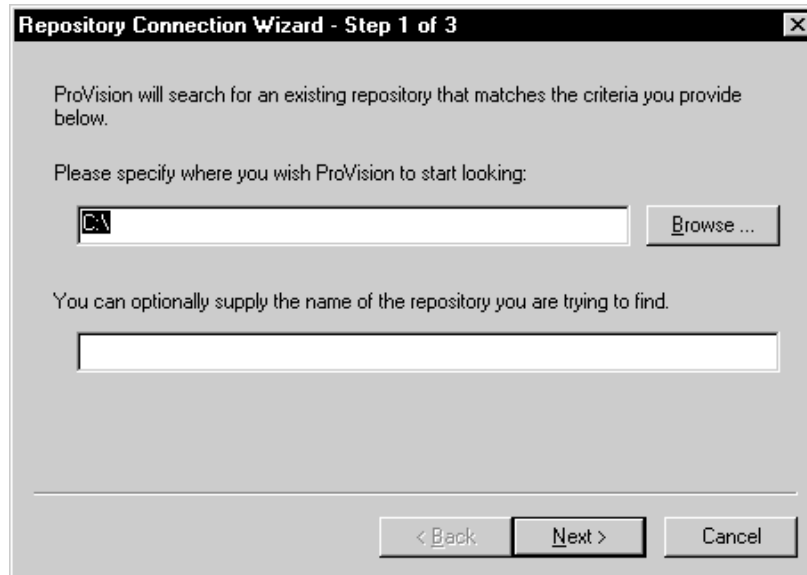 Repository Connection Wizard - Step 1 of 3
ProVision will search for an existing repository that matches the criteria you provide
below.
Please specify where you wish ProVision to start looking:
C:\
Browse ...
You can optionally supply the name of the repository you are trying to find.
< Back
Next >
Cancel